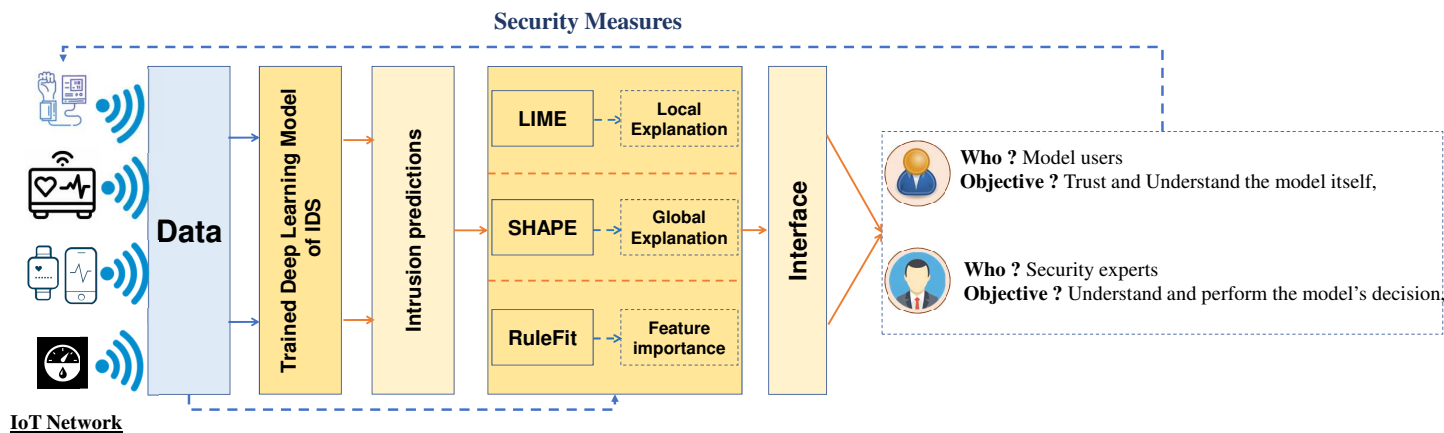 Security Measures
Data
Trained Deep Learning Model
of IDS
Intrusion predictions
LIME
Local
Explanation
SHAPE
Global
Explanation
RuleFit
Feature
importance
Interface
Who ? Model users
Objective ? Trust and Understand the model itself,
Who ? Security experts
Objective ? Understand and perform the model's decision,
IoT Network